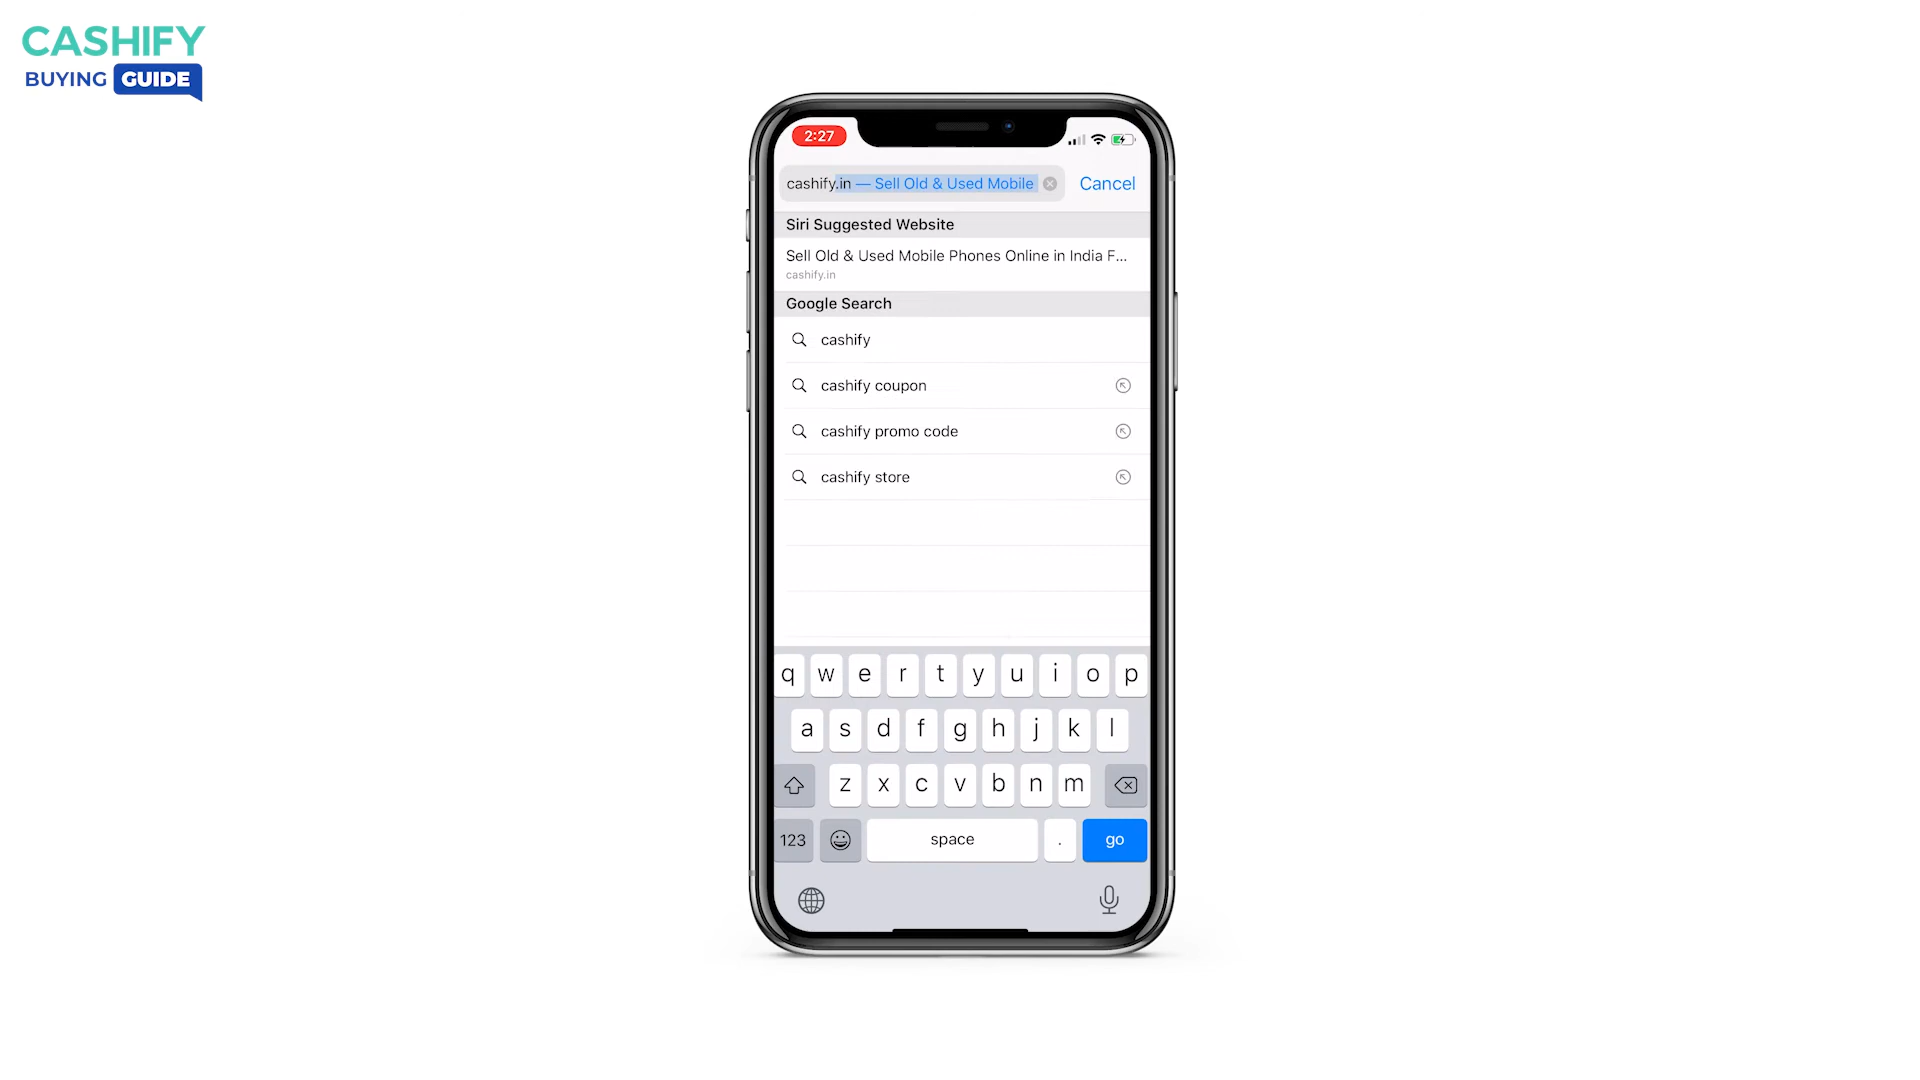 CASHIFY
BUYING GUIDE
2:27
cashify.in — Sell Old & Used Mobile
Cancel
Siri Suggested Website
Sell Old & Used Mobile Phones Online in India F...
cashify.in
Google Search
cashify
cashify coupon
cashify promo code
cashify store
q w e r t y u i o p
a s d f g h j k l
z x c v b n m
123 space . go